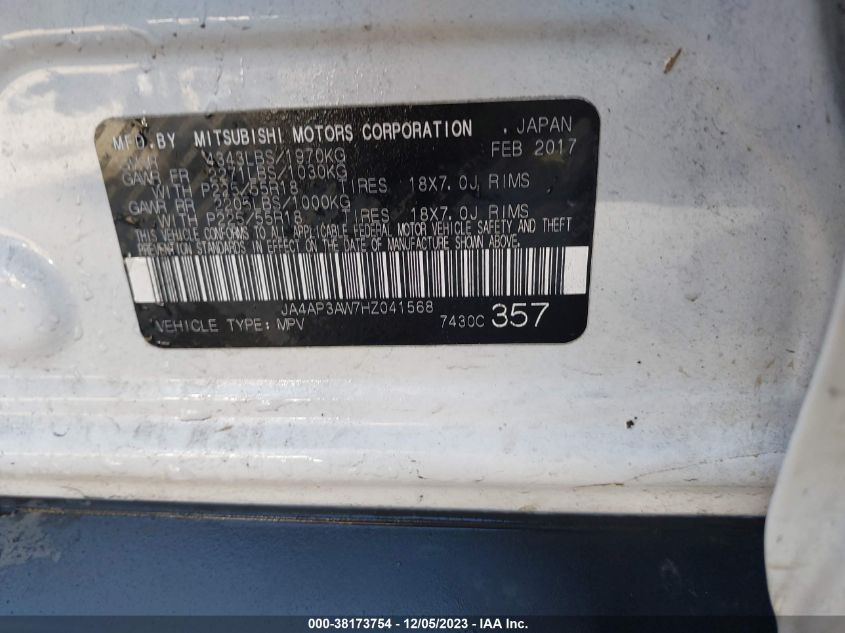 MFD.BY MITSUBISHI MOTORS CORPORATION . JAPAN
4343LBS/1970KG FEB 2017
GAWR FR 2271LBS/1030KG
WITH P225/55R18 TIRES 18X7.0J RIMS
GAWR RR 2205LBS/1000KG
WITH P225/55R18 TIRES 18X7.0J RIMS
THIS VEHICLE CONFORMS TO ALL APPLICABLE FEDERAL MOTOR VEHICLE SAFETY AND THEFT
PREVENTION STANDARDS IN EFFECT ON THE DATE OF MANUFACTURE SHOWN ABOVE.
JA4AP3AW7HZ041568
VEHICLE TYPE: MPV 7430C 357
000-38173754 - 12/05/2023 - IAA Inc.